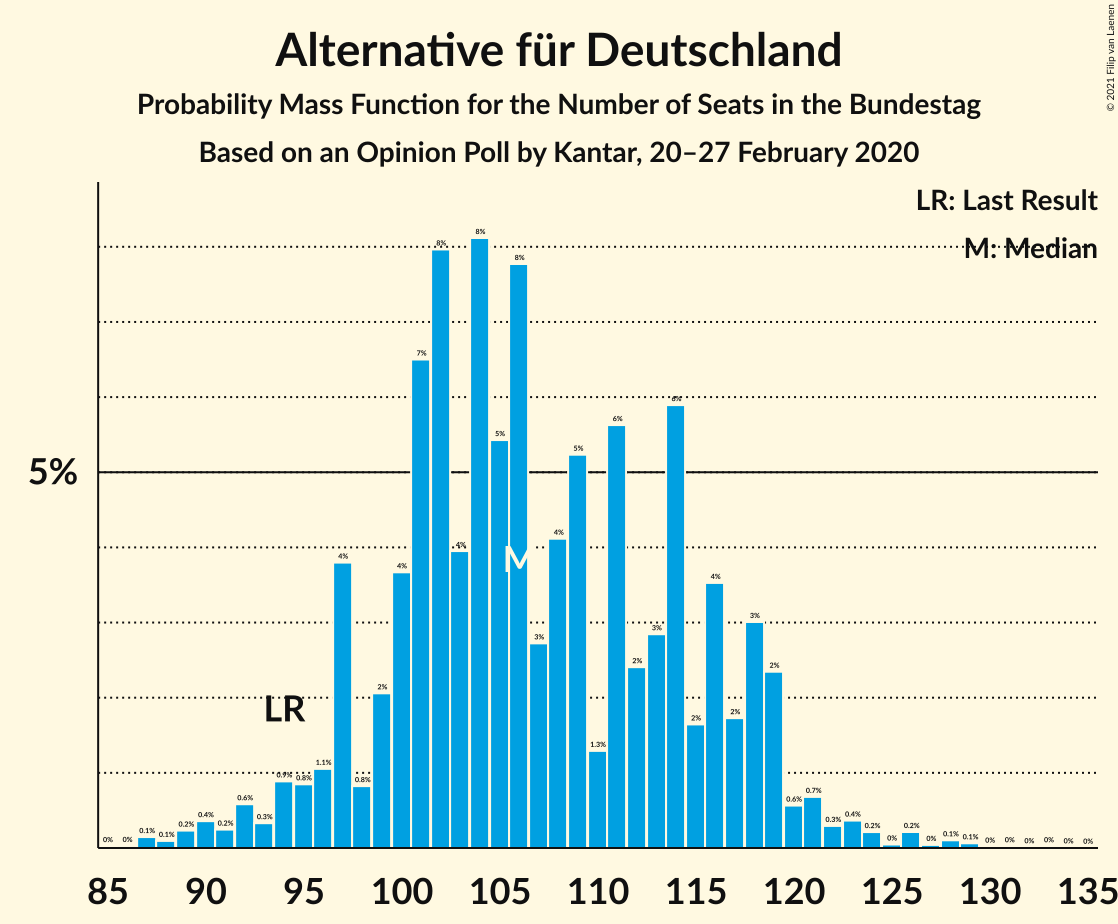 Alternative für Deutschland
Probability Mass Function for the Number of Seats in the Bundestag
Based on an Opinion Poll by Kantar, 20–27 February 2020
© 2021 Filip van Laenen
LR: Last Result
M: Median
5%
LR
M
0% 0% 0.1% 0.1% 0.2% 0.4% 0.2% 0.6% 0.3% 0.9% 0.8% 1.1% 4% 0.8% 2% 4% 7% 8% 4% 8% 5% 8% 3% 4% 5% 1.3% 6% 2% 3% 6% 2% 4% 2% 3% 2% 0.6% 0.7% 0.3% 0.4% 0.2% 0% 0.2% 0% 0.1% 0.1% 0% 0% 0% 0% 0% 0%
85 90 95 100 105 110 115 120 125 130 135